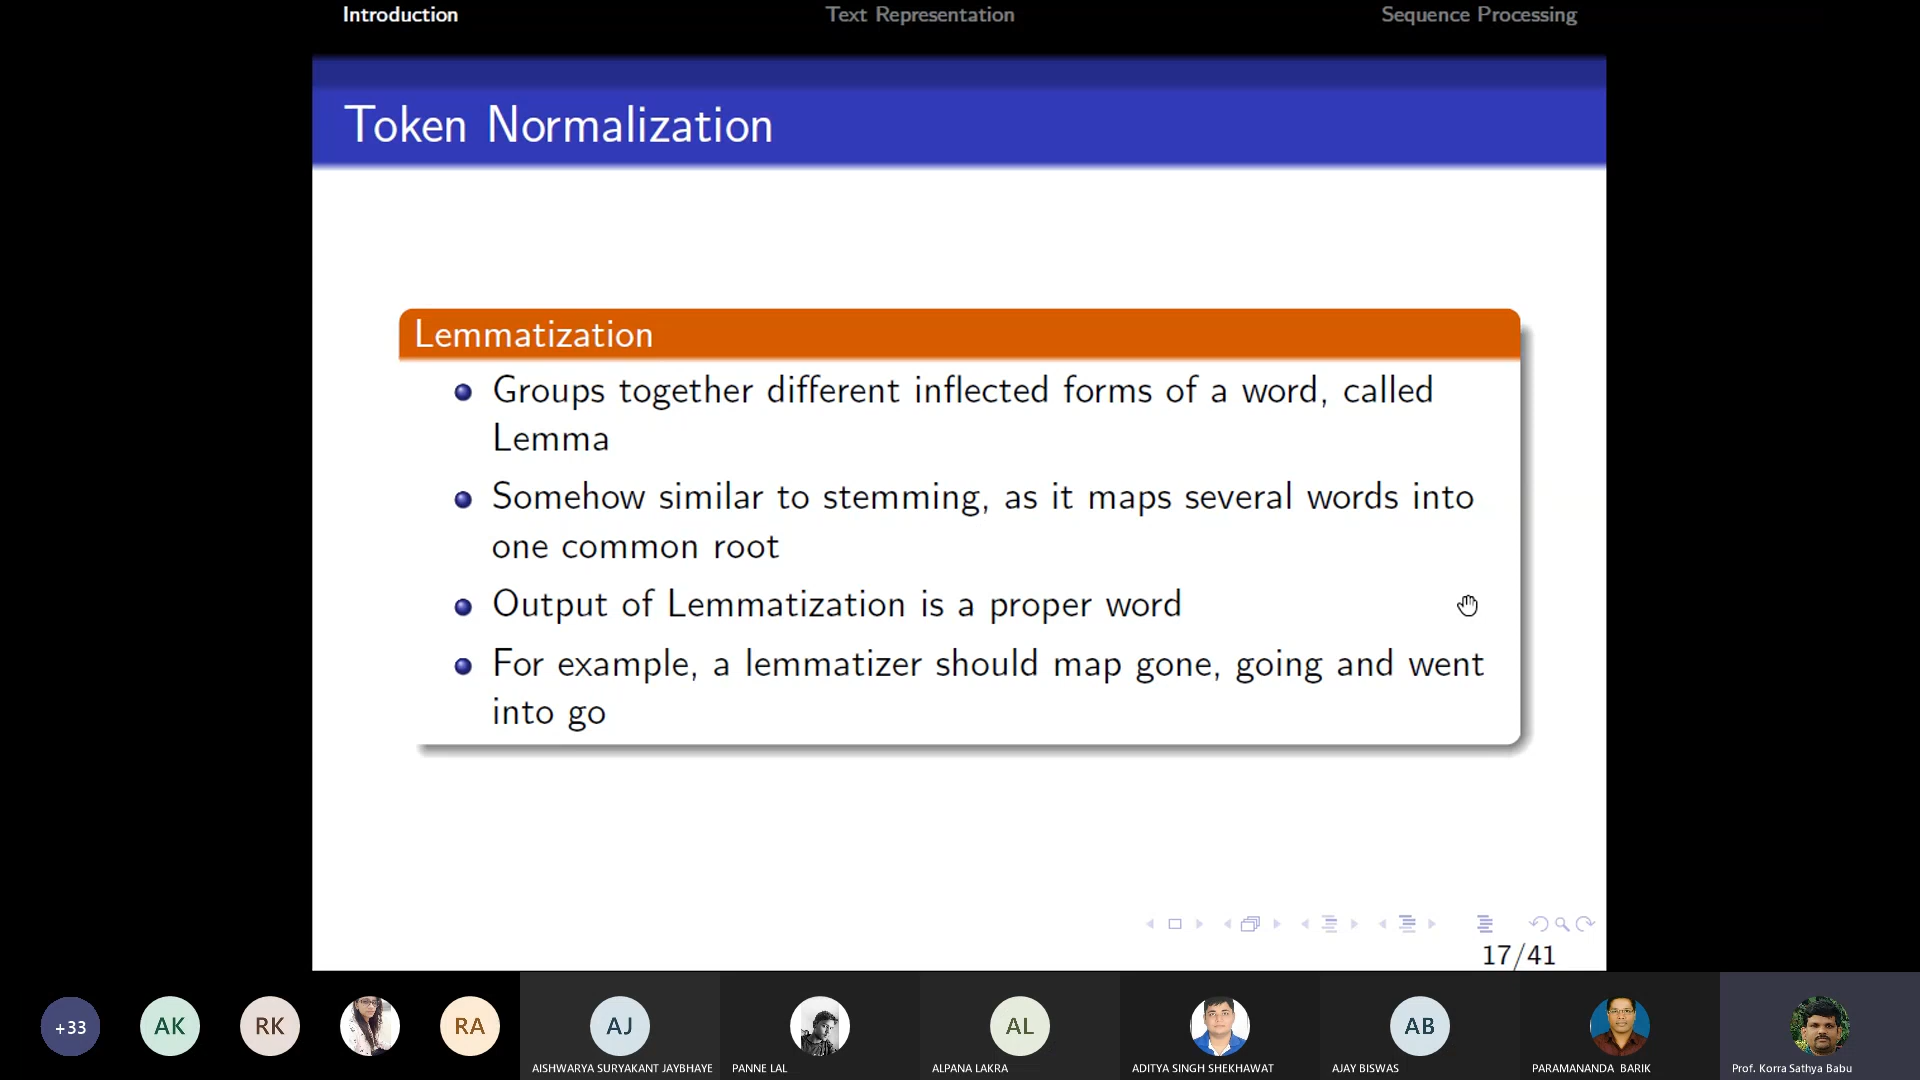 Introduction Text Representation Sequence Processing
Token Normalization
Lemmatization
Groups together different inflected forms of a word, called
Lemma
Somehow similar to stemming, as it maps several words into
one common root
Output of Lemmatization is a proper word
For example, a lemmatizer should map gone, going and went
into go
17/41
+33 AK RK RA AJ AL AB
AISHWARYA SURYAKANT JAYBHAYE PANNE LAL ALPANA LAKRA ADITYA SINGH SHEKHAWAT AJAY BISWAS PARAMANANDA BARIK Prof. Korra Sathya Babu